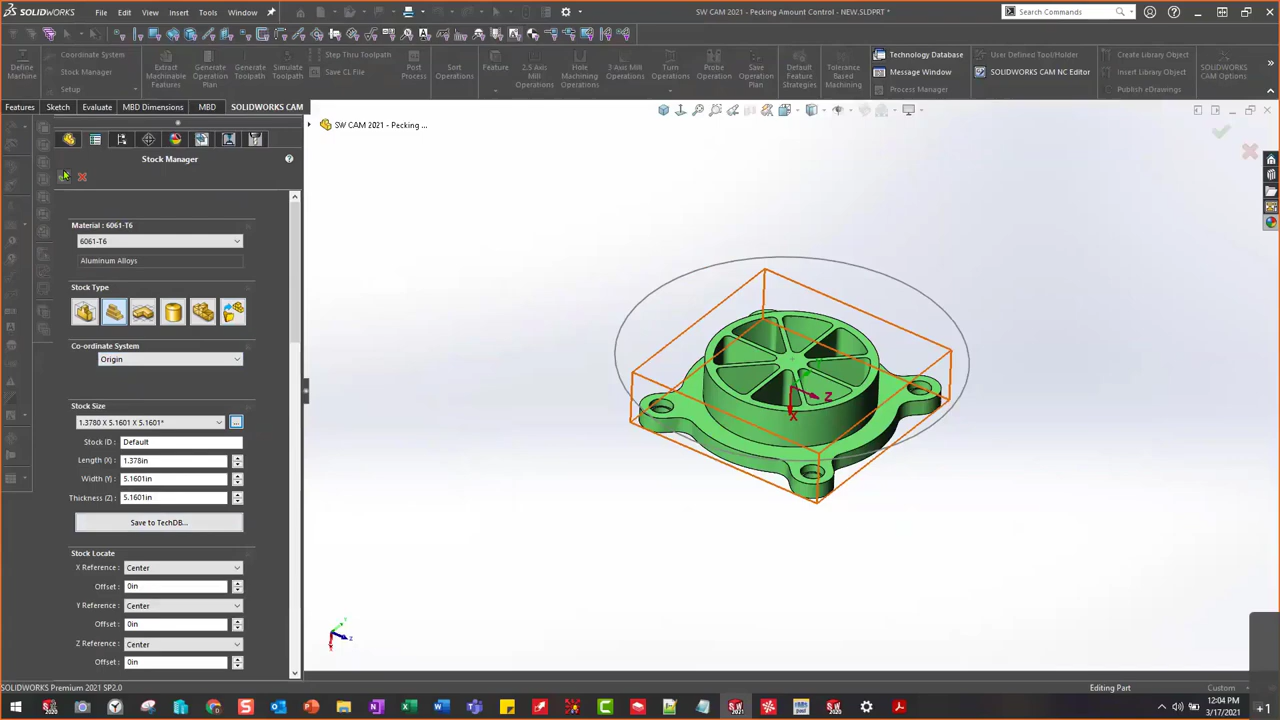 SOLIDWORKS
File
Edit
View
Insert
Tools
Window
SW CAM 2021 - Pecking Amount Control - NEW.SLDPRT *
Search Commands
Define
Machine
Coordinate System
Stock Manager
Setup
Extract
Machinable
Features
Generate
Operation
Plan
Generate
Toolpath
Simulate
Toolpath
Step Thru Toolpath
Save CL File
Post
Process
Sort
Operations
Feature
2.5 Axis
Mill
Operations
Hole
Machining
Operations
3-Axis Mill
Operations
Turn
Operations
Probe
Operation
Save
Operation
Plan
Default
Feature
Strategies
Tolerance
Based
Machining
Technology Database
Message Window
Process Manager
User Defined Tool/Holder
SOLIDWORKS CAM NC Editor
Create Library Object
Insert Library Object
Publish eDrawings
SOLIDWORKS
CAM Options
Features
Sketch
Evaluate
MBD Dimensions
MBD
SOLIDWORKS CAM
SW CAM 2021 - Pecking ...
Stock Manager
Material : 6061-T6
6061-T6
Aluminum Alloys
Stock Type
Co-ordinate System
Origin
Stock Size
1.3780 X 5.1601 X 5.1601*
Stock ID : Default
Length (X) : 1.378in
Width (Y) : 5.1601in
Thickness (Z) : 5.1601in
Save to TechDB...
Stock Locate
X Reference : Center
Offset : 0in
Y Reference : Center
Offset : 0in
Z Reference : Center
Offset : 0in
Z
X
SOLIDWORKS Premium 2021 SP2.0
Editing Part
Custom
12:04 PM
3/17/2021
+1